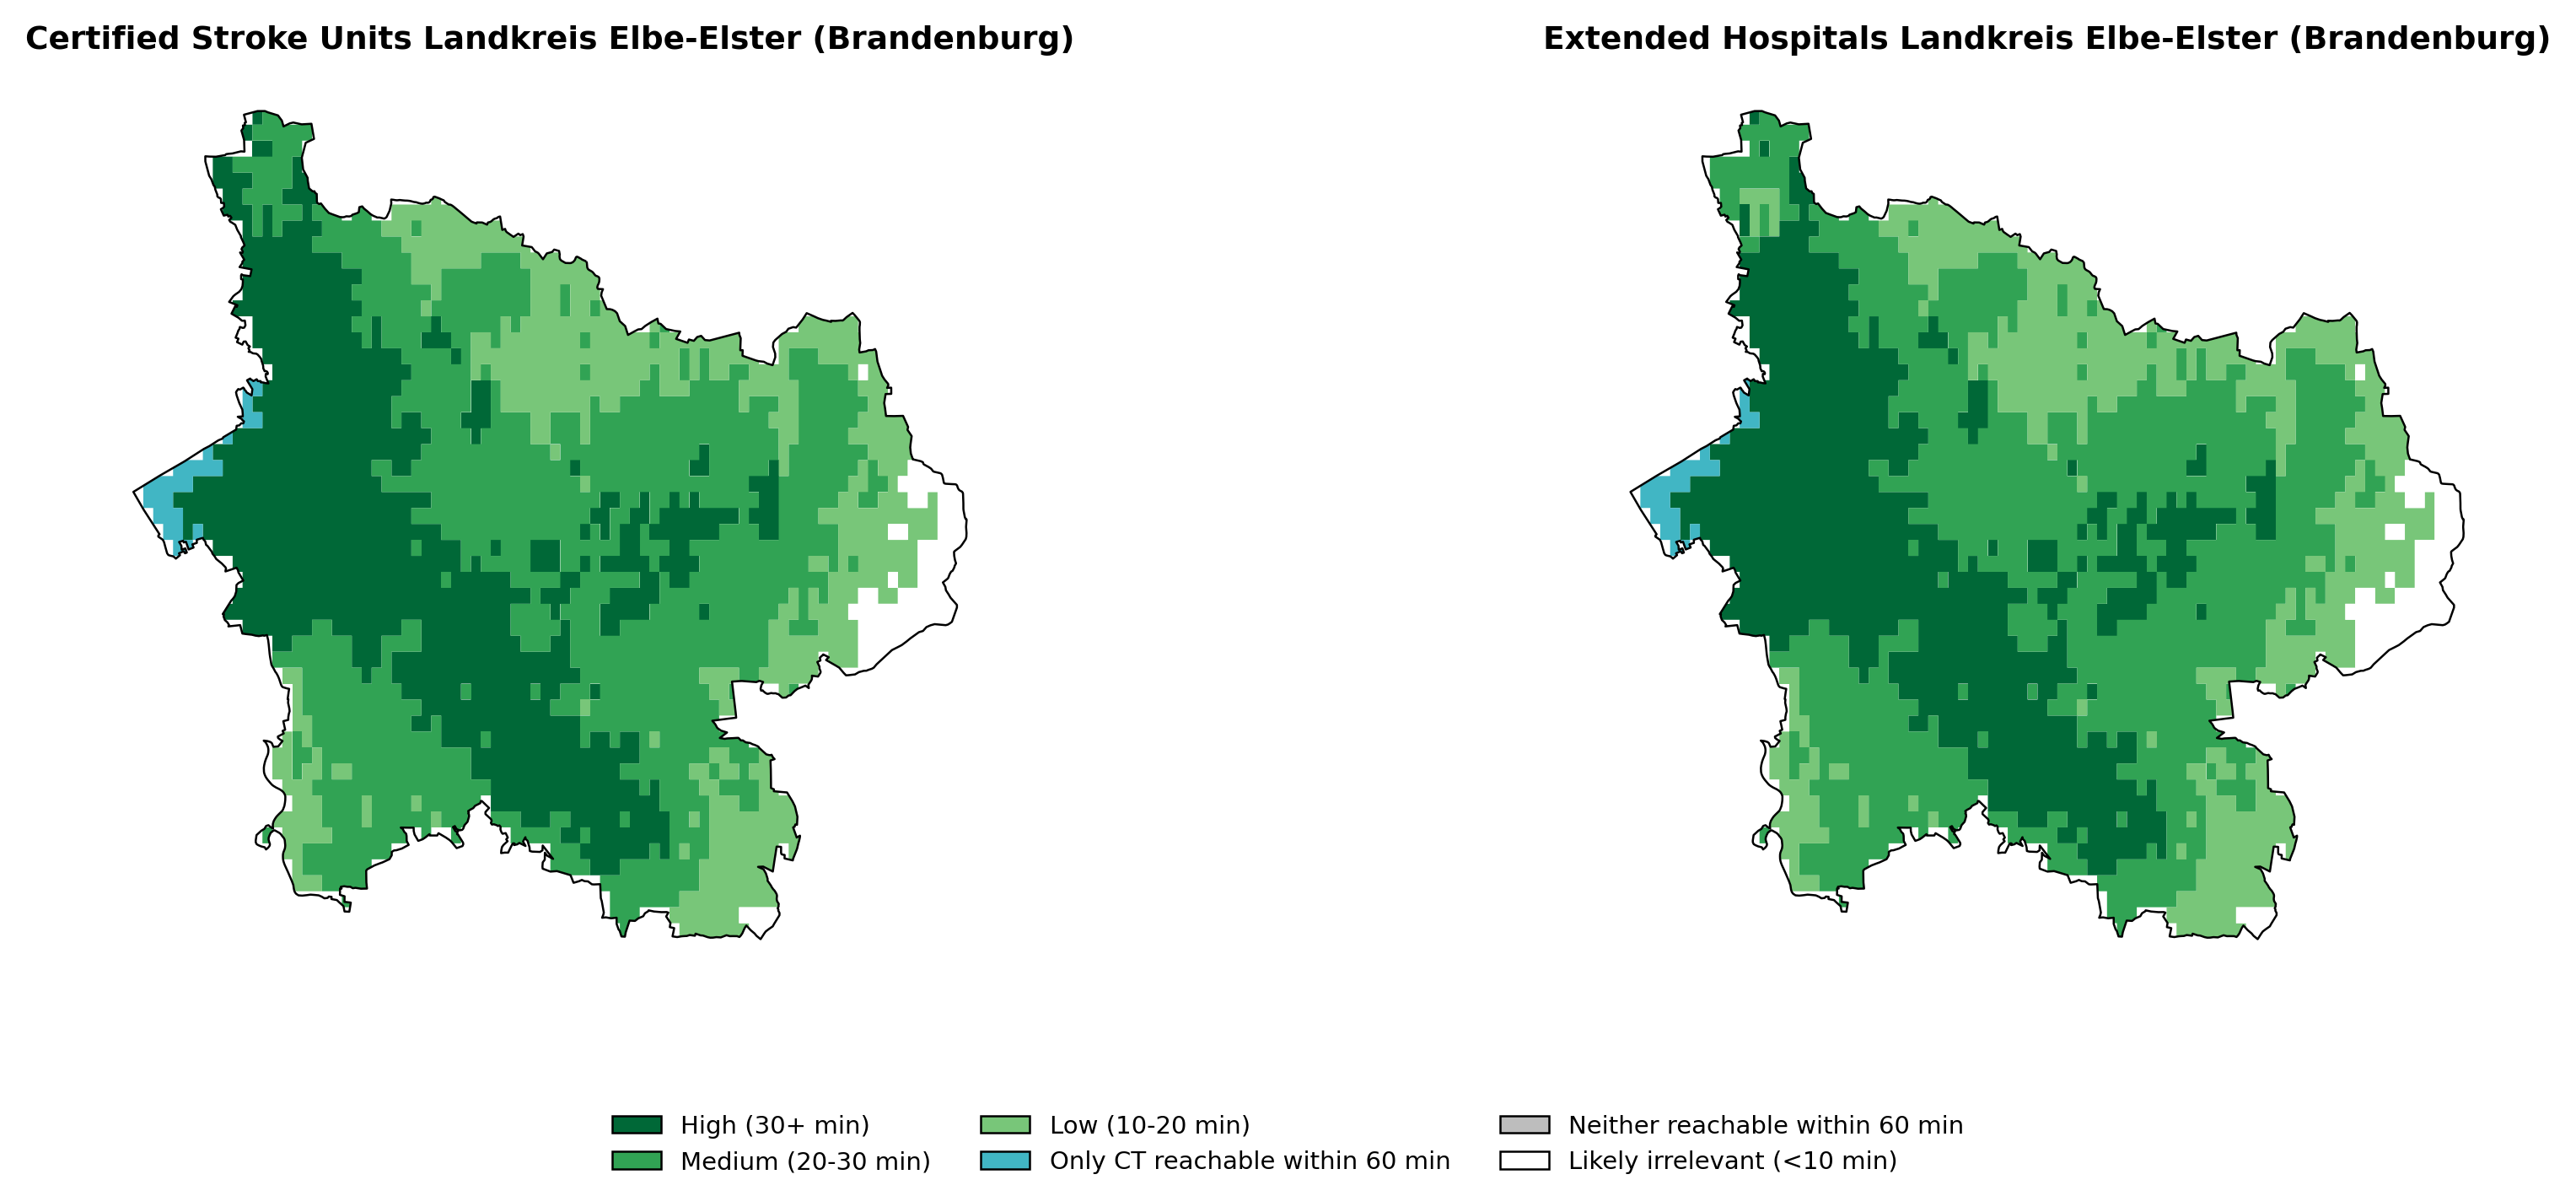 Certified Stroke Units Landkreis Elbe-Elster (Brandenburg)
Extended Hospitals Landkreis Elbe-Elster (Brandenburg)
High (30+ min)
Medium (20-30 min)
Low (10-20 min)
Only CT reachable within 60 min
Neither reachable within 60 min
Likely irrelevant (<10 min)